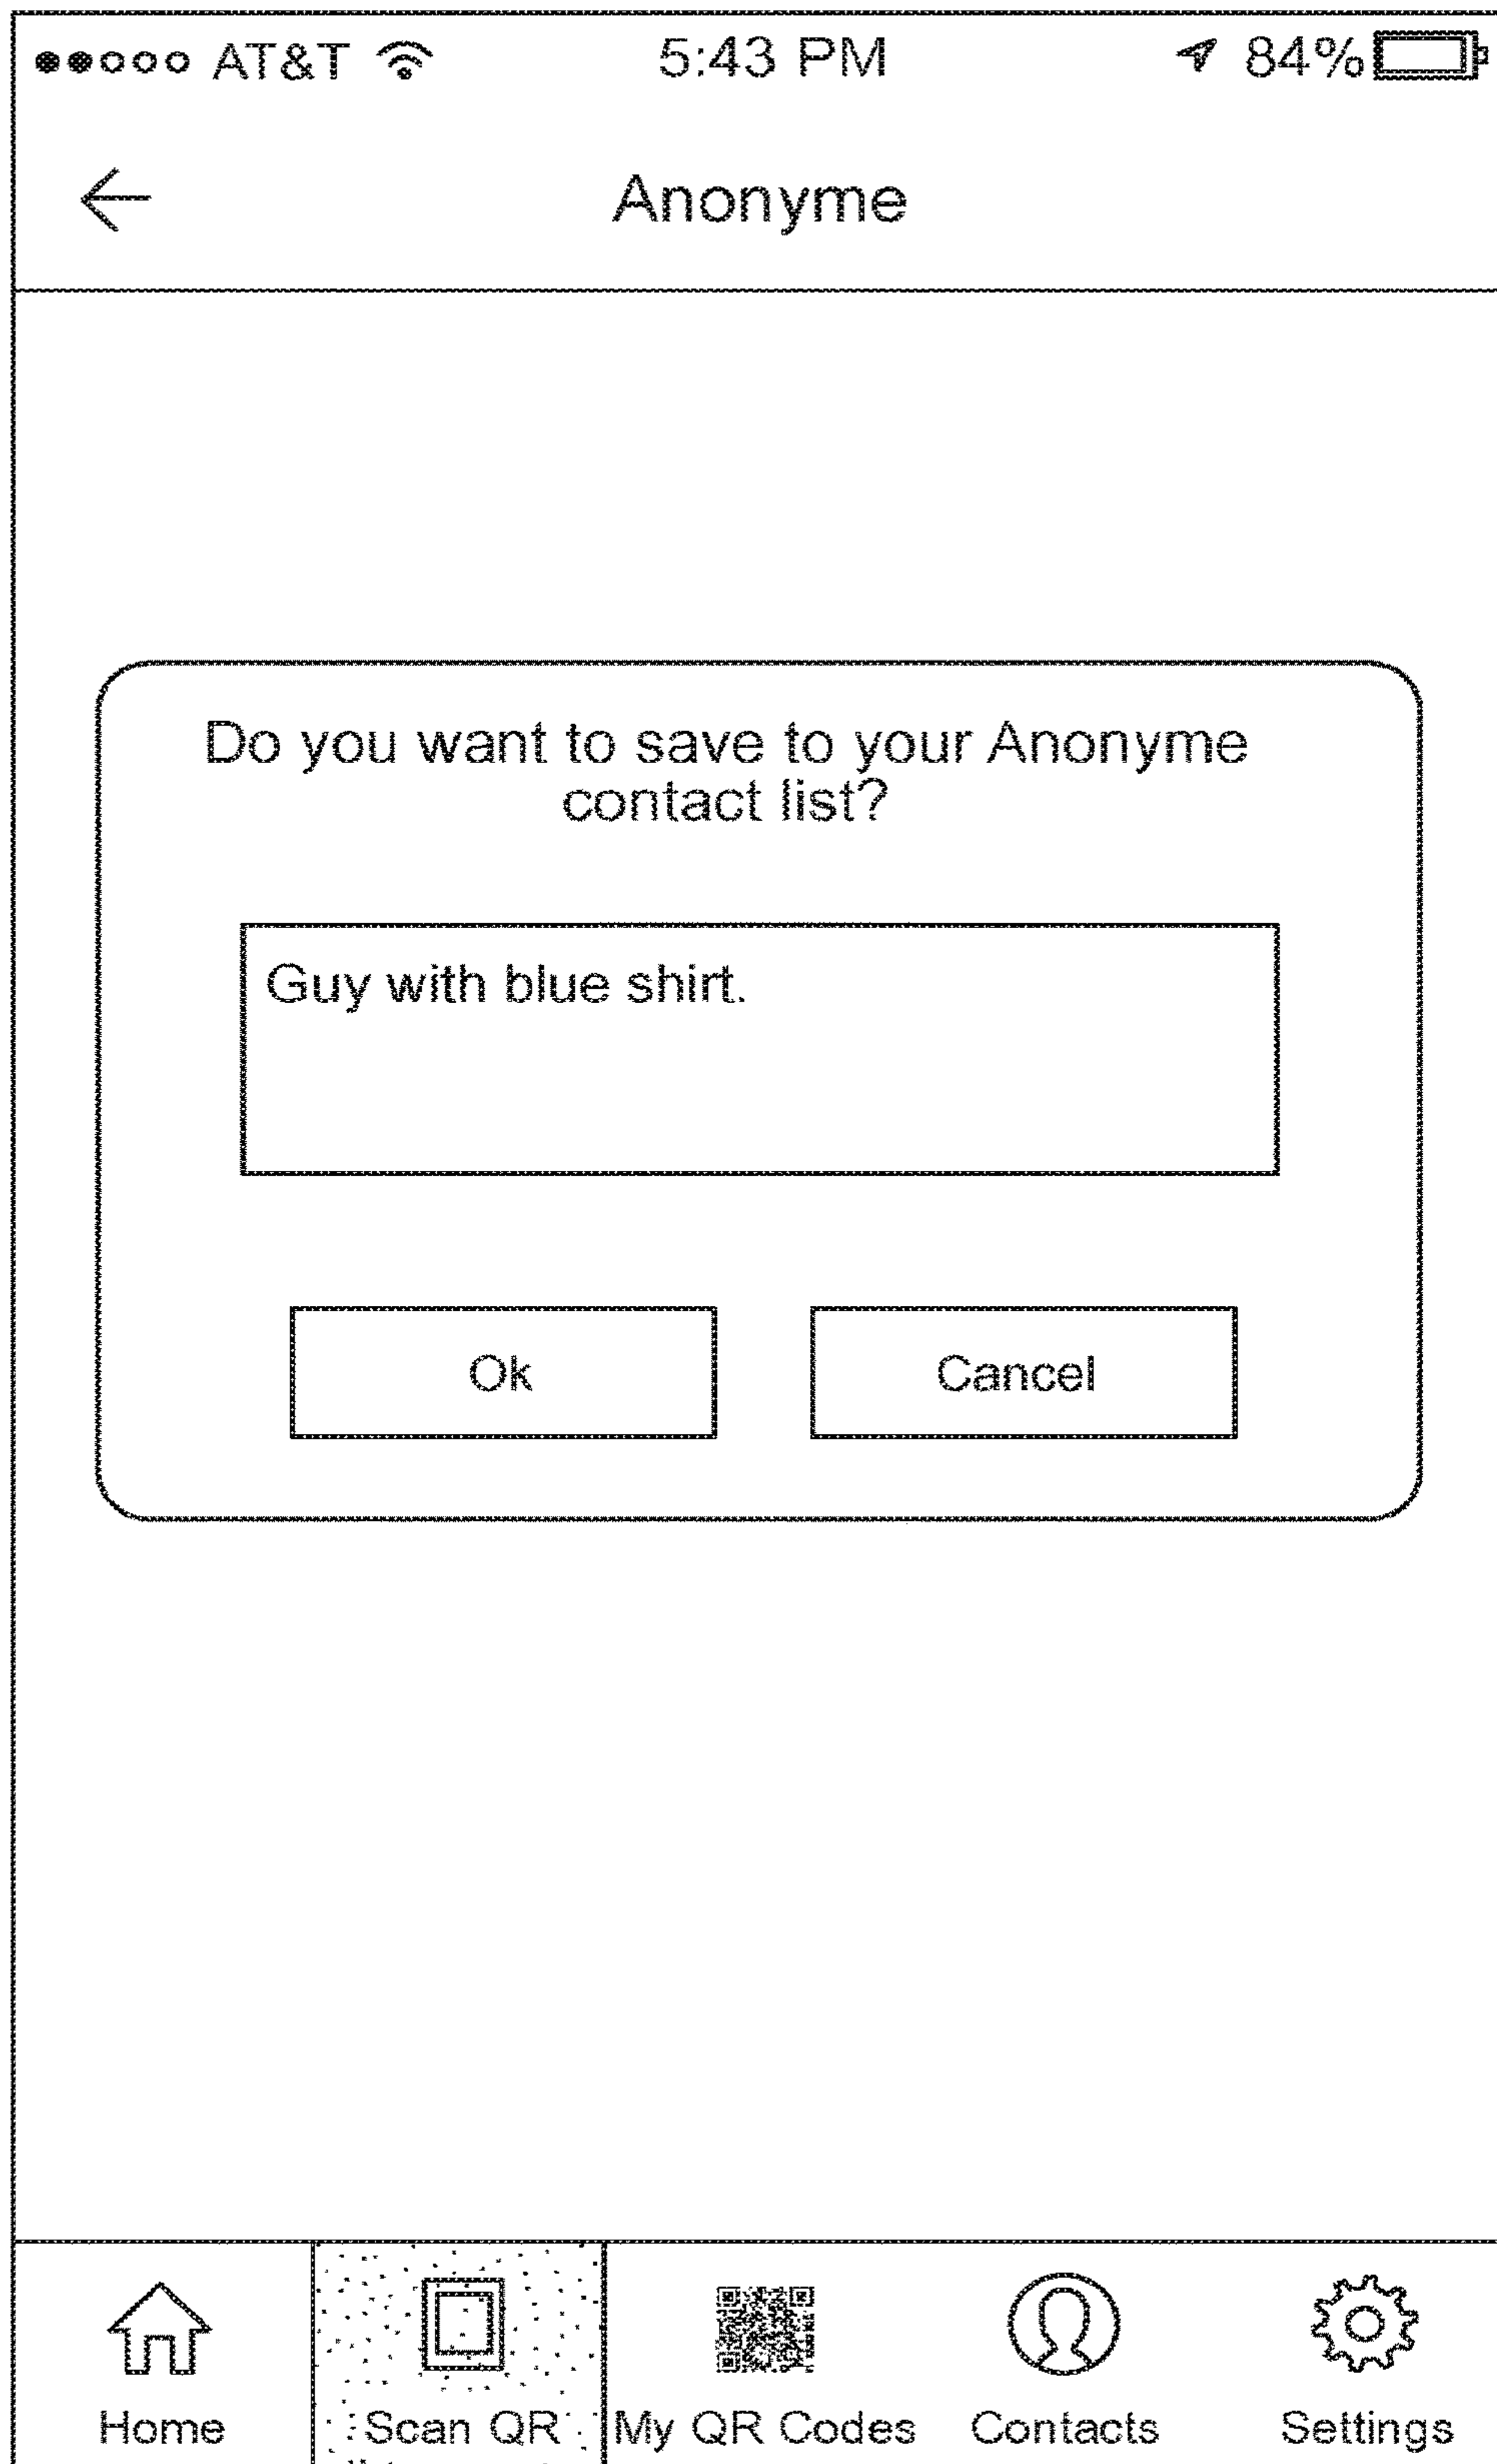 AT&T 5:43 PM 84%
Anonyme
Do you want to save to your Anonyme
contact list?
Guy with blue shirt.
Ok Cancel
Home Scan QR My QR Codes Contacts Settings